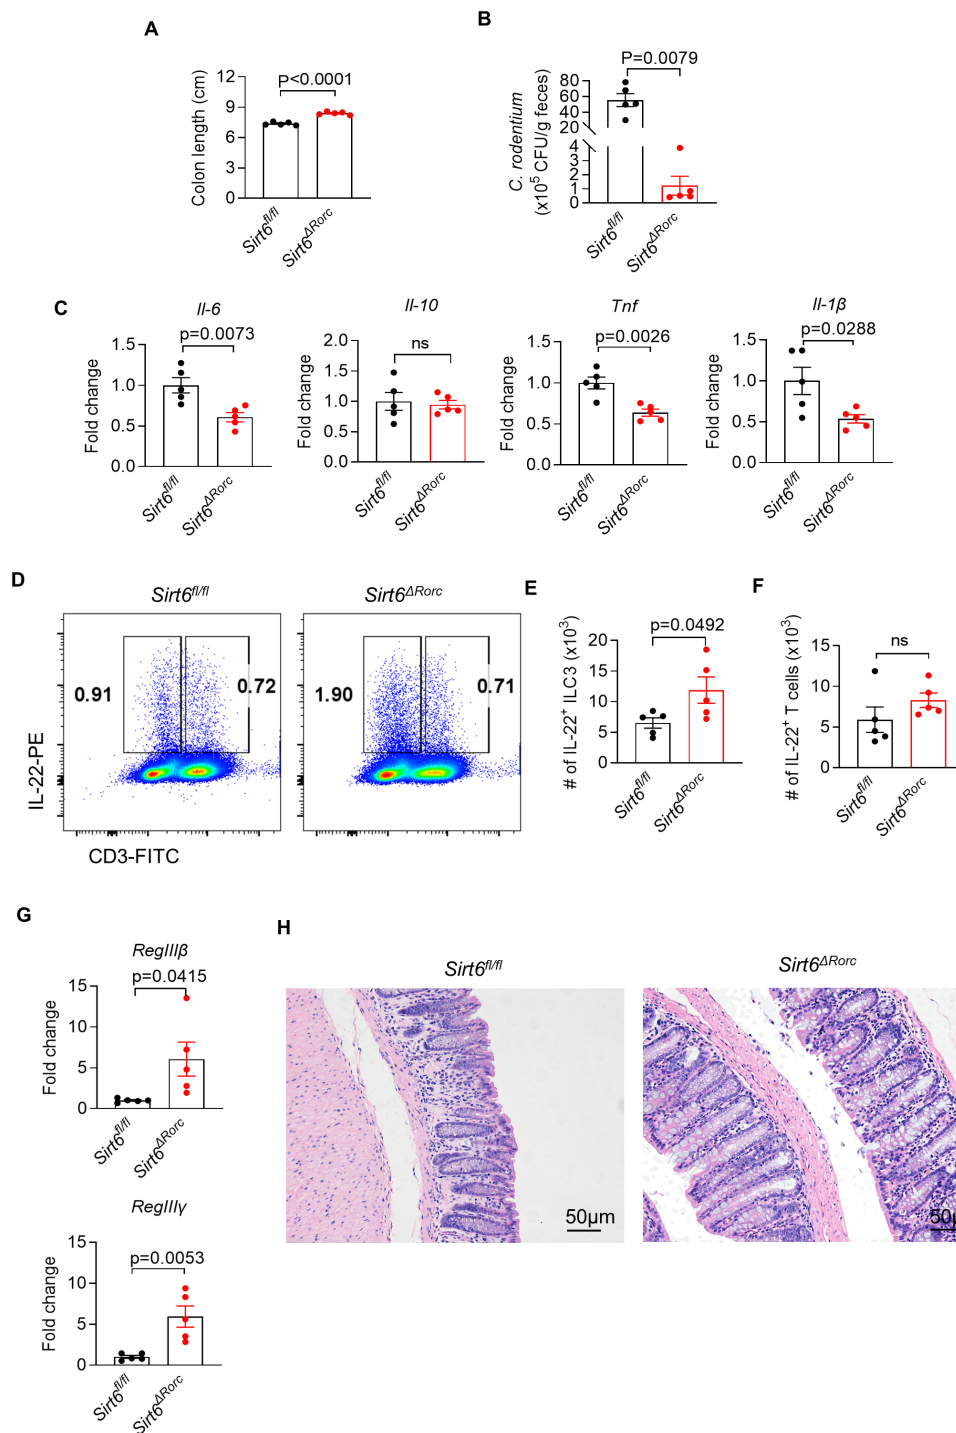 A
P<0.0001
Colon length (cm)
12
9
6
3
0
Sirt6fl/fl
Sirt6ΔRorc
B
P=0.0079
C. rodentium
(x10^5 CFU/g feces)
80
60
40
20
4
3
2
1
0
Sirt6fl/fl
Sirt6ΔRorc
C
Il-6
p=0.0073
Fold change
1.5
1.0
0.5
0.0
Sirt6fl/fl
Sirt6ΔRorc
Il-10
ns
Fold change
2.0
1.5
1.0
0.5
0.0
Sirt6fl/fl
Sirt6ΔRorc
Tnf
p=0.0026
Fold change
1.5
1.0
0.5
0.0
Sirt6fl/fl
Sirt6ΔRorc
Il-1β
p=0.0288
Fold change
1.5
1.0
0.5
0.0
Sirt6fl/fl
Sirt6ΔRorc
D
Sirt6fl/fl
Sirt6ΔRorc
0.91
0.72
1.90
0.71
IL-22-PE
CD3-FITC
E
p=0.0492
# of IL-22+ ILC3 (x10^3)
20
15
10
5
0
Sirt6fl/fl
Sirt6ΔRorc
F
ns
# of IL-22+ T cells (x10^3)
15
10
5
0
Sirt6fl/fl
Sirt6ΔRorc
G
RegIIIβ
p=0.0415
Fold change
15
10
5
0
Sirt6fl/fl
Sirt6ΔRorc
RegIIIγ
p=0.0053
Fold change
15
10
5
0
Sirt6fl/fl
Sirt6ΔRorc
H
Sirt6fl/fl
Sirt6ΔRorc
50μm
50μ